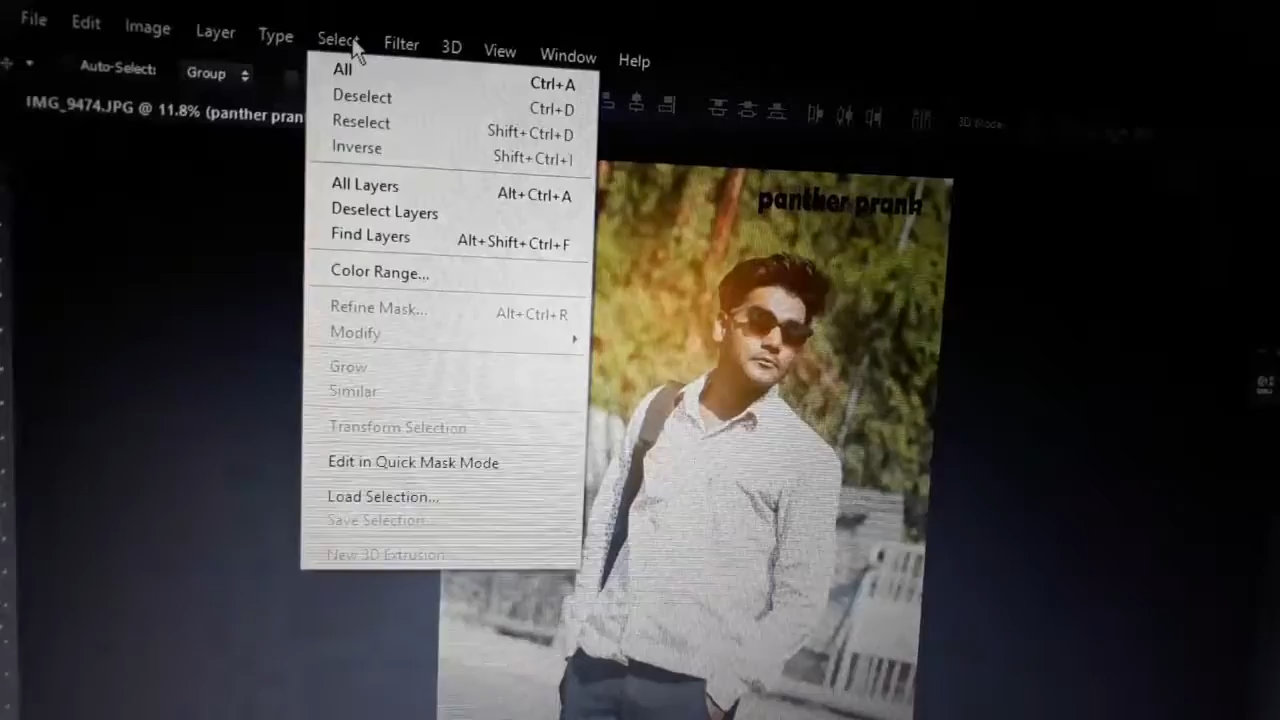 File Edit Image Layer Type Select Filter 3D View Window Help
Auto-Select: Group
IMG_9474.JPG @ 11.8% (panther pran
All Ctrl+A
Deselect Ctrl+D
Reselect Shift+Ctrl+D
Inverse Shift+Ctrl+I
All Layers Alt+Ctrl+A
Deselect Layers
Find Layers Alt+Shift+Ctrl+F
Color Range...
Refine Mask... Alt+Ctrl+R
Modify
Grow
Similar
Transform Selection
Edit in Quick Mask Mode
Load Selection...
Save Selection...
New 3D Extrusion
panther prank